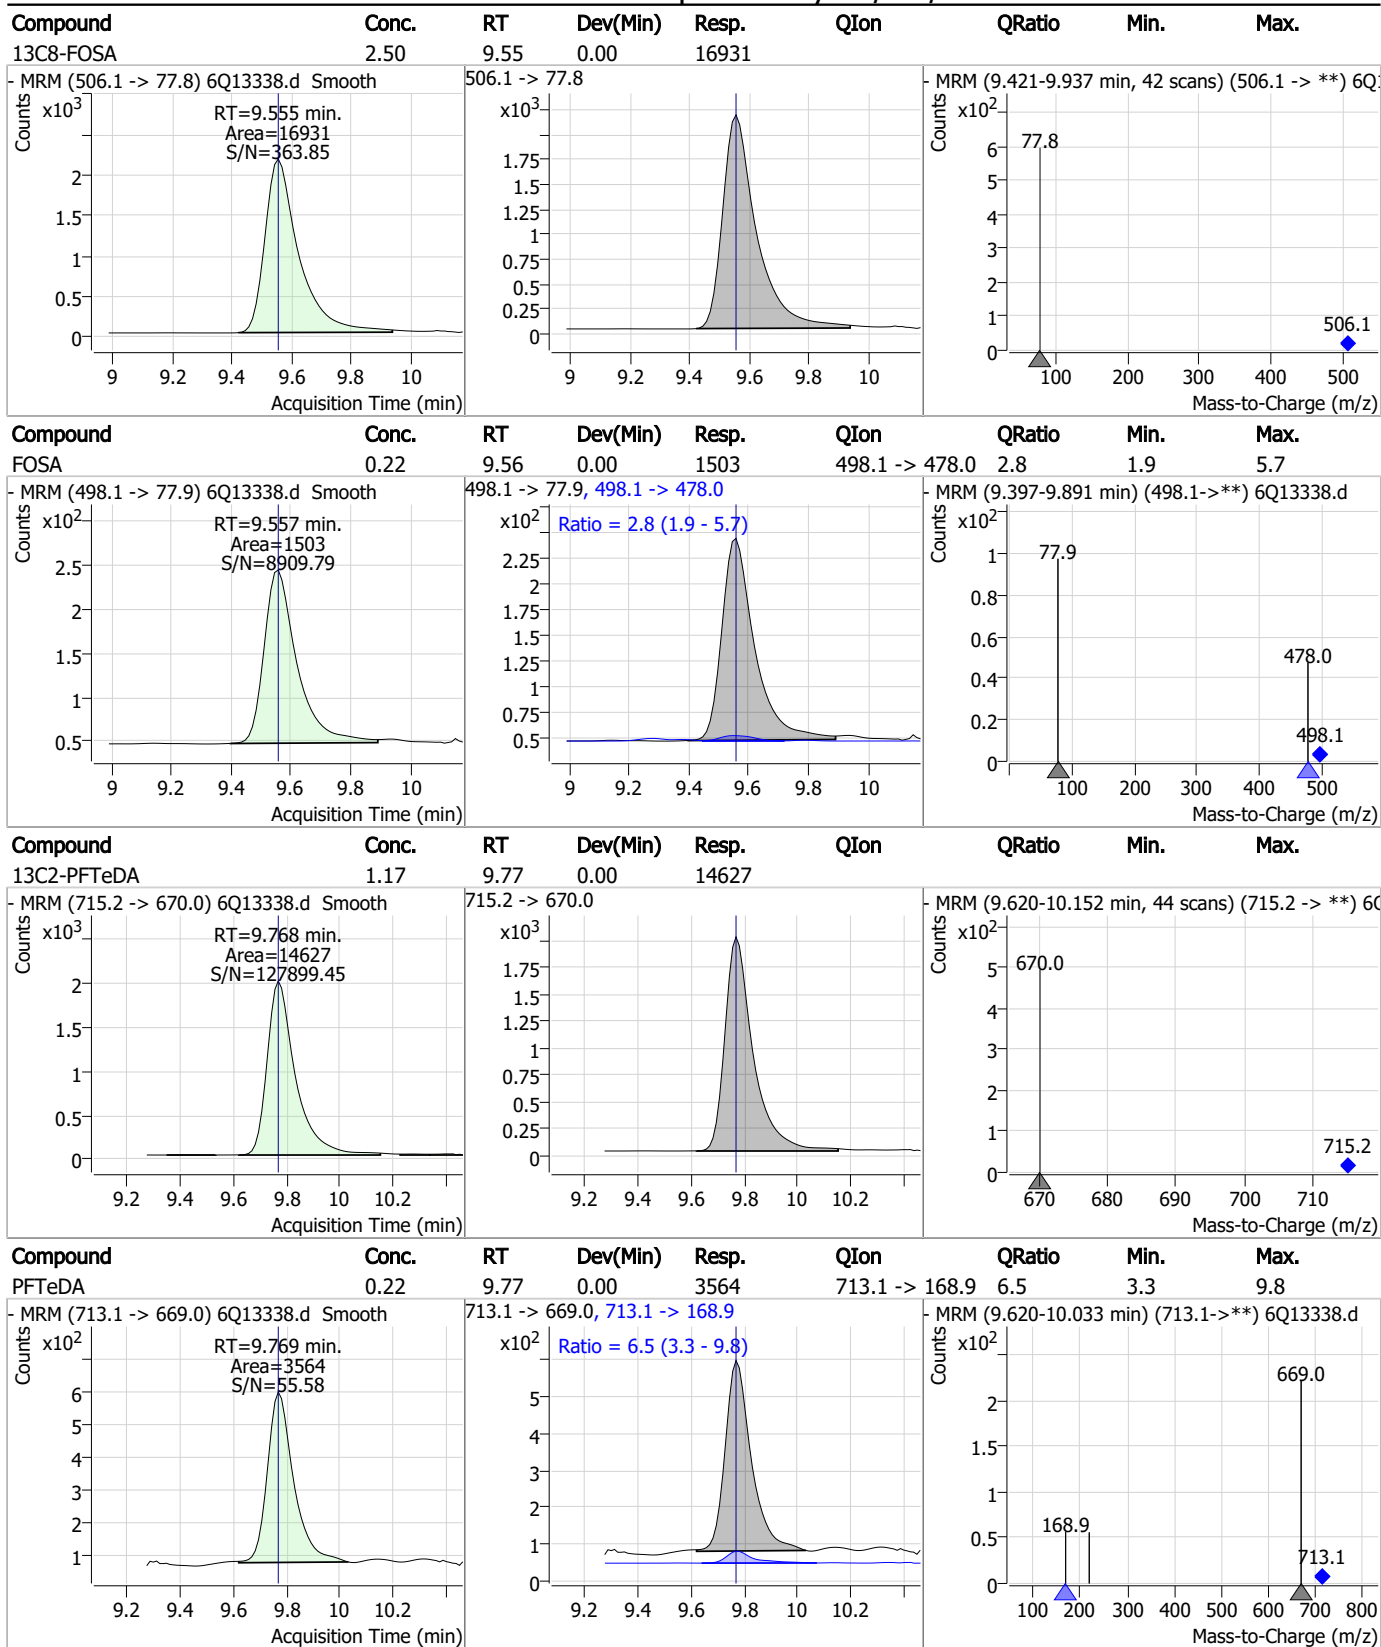 Compound Conc. RT Dev(Min) Resp. QIon QRatio Min. Max.
13C8-FOSA 2.50 9.55 0.00 16931
- MRM (506.1 -> 77.8) 6Q13338.d Smooth
Counts
x10³
RT=9.555 min.
Area=16931
S/N=363.85
2
1.5
1
0.5
0
9 9.2 9.4 9.6 9.8 10
Acquisition Time (min)
506.1 -> 77.8
x10³
1.75
1.5
1.25
1
0.75
0.5
0.25
0
9 9.2 9.4 9.6 9.8 10
- MRM (9.421-9.937 min, 42 scans) (506.1 -> **)
Counts
x10²
77.8
6
5
4
3
2
1
0
506.1
100 200 300 400 500
Mass-to-Charge (m/z)
Compound Conc. RT Dev(Min) Resp. QIon QRatio Min. Max.
FOSA 0.22 9.56 0.00 1503 498.1 -> 478.0 2.8 1.9 5.7
- MRM (498.1 -> 77.9) 6Q13338.d Smooth
Counts
x10²
RT=9.557 min.
Area=1503
S/N=8909.79
2.5
2
1.5
1
0.5
9 9.2 9.4 9.6 9.8 10
Acquisition Time (min)
498.1 -> 77.9, 498.1 -> 478.0
x10²
Ratio = 2.8 (1.9 - 5.7)
2.25
2
1.75
1.5
1.25
1
0.75
0.5
9 9.2 9.4 9.6 9.8 10
- MRM (9.397-9.891 min) (498.1->**) 6Q13338.d
Counts
x10²
77.9
1
0.8
0.6
0.4
0.2
0
478.0
498.1
100 200 300 400 500
Mass-to-Charge (m/z)
Compound Conc. RT Dev(Min) Resp. QIon QRatio Min. Max.
13C2-PFTeDA 1.17 9.77 0.00 14627
- MRM (715.2 -> 670.0) 6Q13338.d Smooth
Counts
x10³
RT=9.768 min.
Area=14627
S/N=127899.45
2
1.5
1
0.5
0
9.2 9.4 9.6 9.8 10 10.2
Acquisition Time (min)
715.2 -> 670.0
x10³
1.75
1.5
1.25
1
0.75
0.5
0.25
0
9.2 9.4 9.6 9.8 10 10.2
- MRM (9.620-10.152 min, 44 scans) (715.2 -> **)
Counts
x10²
670.0
5
4
3
2
1
0
715.2
670 680 690 700 710
Mass-to-Charge (m/z)
Compound Conc. RT Dev(Min) Resp. QIon QRatio Min. Max.
PFTeDA 0.22 9.77 0.00 3564 713.1 -> 168.9 6.5 3.3 9.8
- MRM (713.1 -> 669.0) 6Q13338.d Smooth
Counts
x10²
RT=9.769 min.
Area=3564
S/N=55.58
6
5
4
3
2
1
9.2 9.4 9.6 9.8 10 10.2
Acquisition Time (min)
713.1 -> 669.0, 713.1 -> 168.9
x10²
Ratio = 6.5 (3.3 - 9.8)
5
4
3
2
1
0
9.2 9.4 9.6 9.8 10 10.2
- MRM (9.620-10.033 min) (713.1->**) 6Q13338.d
Counts
x10²
669.0
2
1.5
1
0.5
0
168.9
713.1
100 200 300 400 500 600 700 800
Mass-to-Charge (m/z)